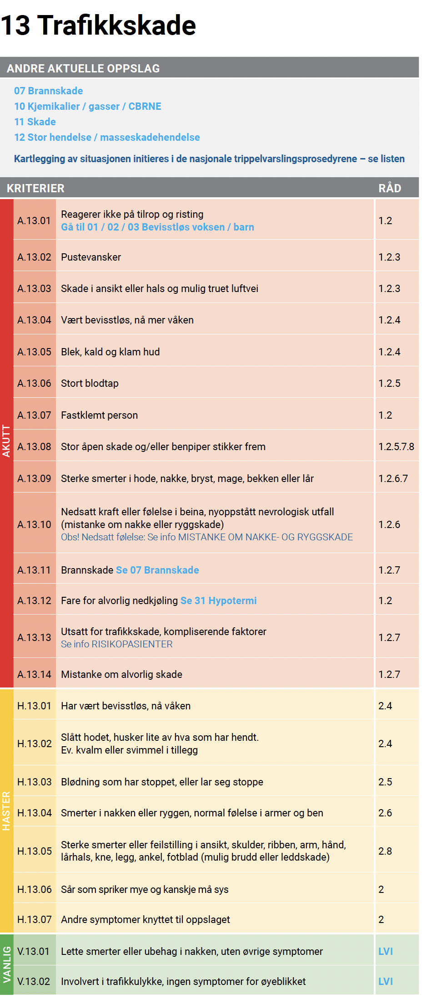 13 Trafikkskade
ANDRE AKTUELLE OPPSLAG
07 Brannskade
10 Kjemikalier / gasser / CBRNE
11 Skade
12 Stor hendelse / masseskadehendelse
Kartlegging av situasjonen initieres i de nasjonale trippelvarslingsprosedyrene – se listen
KRITERIER RÅD
AKUTT
A.13.01 Reagerer ikke på tilrop og risting 1.2
Gå til 01 / 02 / 03 Bevisstløs voksen / barn
A.13.02 Pustevansker 1.2.3
A.13.03 Skade i ansikt eller hals og mulig truet luftvei 1.2.3
A.13.04 Vært bevisstløs, nå mer våken 1.2.4
A.13.05 Blek, kald og klam hud 1.2.4
A.13.06 Stort blodtap 1.2.5
A.13.07 Fastklemt person 1.2
A.13.08 Stor åpen skade og/eller benpiper stikker frem 1.2.5.7.8
A.13.09 Sterke smerter i hode, nakke, bryst, mage, bekken eller lår 1.2.6.7
A.13.10 Nedsatt kraft eller følelse i beina, nyoppstått nevrologisk utfall 1.2.6
(mistanke om nakke eller ryggskade)
Obs! Nedsatt følelse: Se info MISTANKE OM NAKKE- OG RYGGSKADE
A.13.11 Brannskade Se 07 Brannskade 1.2.7
A.13.12 Fare for alvorlig nedkjøling Se 31 Hypotermi 1.2
A.13.13 Utsatt for trafikkskade, kompliserende faktorer 1.2.7
Se info RISIKOPASIENTER
A.13.14 Mistanke om alvorlig skade 1.2.7
HASTER
H.13.01 Har vært bevisstløs, nå våken 2.4
H.13.02 Slått hodet, husker lite av hva som har hendt. 2.4
Ev. kvalm eller svimmel i tillegg
H.13.03 Blødning som har stoppet, eller lar seg stoppe 2.5
H.13.04 Smerter i nakken eller ryggen, normal følelse i armer og ben 2.6
H.13.05 Sterke smerter eller feilstilling i ansikt, skulder, ribben, arm, hånd, 2.8
lårhals, kne, legg, ankel, fotblad (mulig brudd eller leddskade)
H.13.06 Sår som spriker mye og kanskje må sys 2
H.13.07 Andre symptomer knyttet til oppslaget 2
VANLIG
V.13.01 Lette smerter eller ubehag i nakken, uten øvrige symptomer LVI
V.13.02 Involvert i trafikkulykke, ingen symptomer for øyeblikket LVI